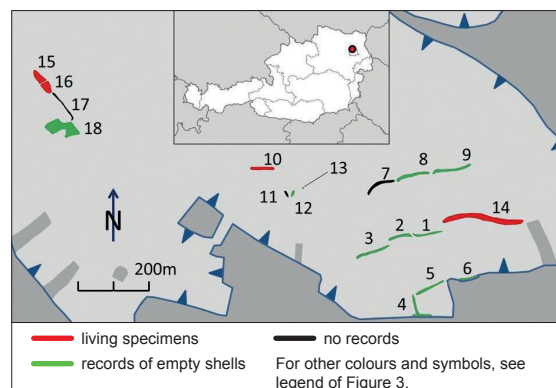 15
16
17
18
10
13
11
12
7
8
9
14
3
2
1
5
6
4
N
200m
living specimens
no records
records of empty shells
For other colours and symbols, see
legend of Figure 3.